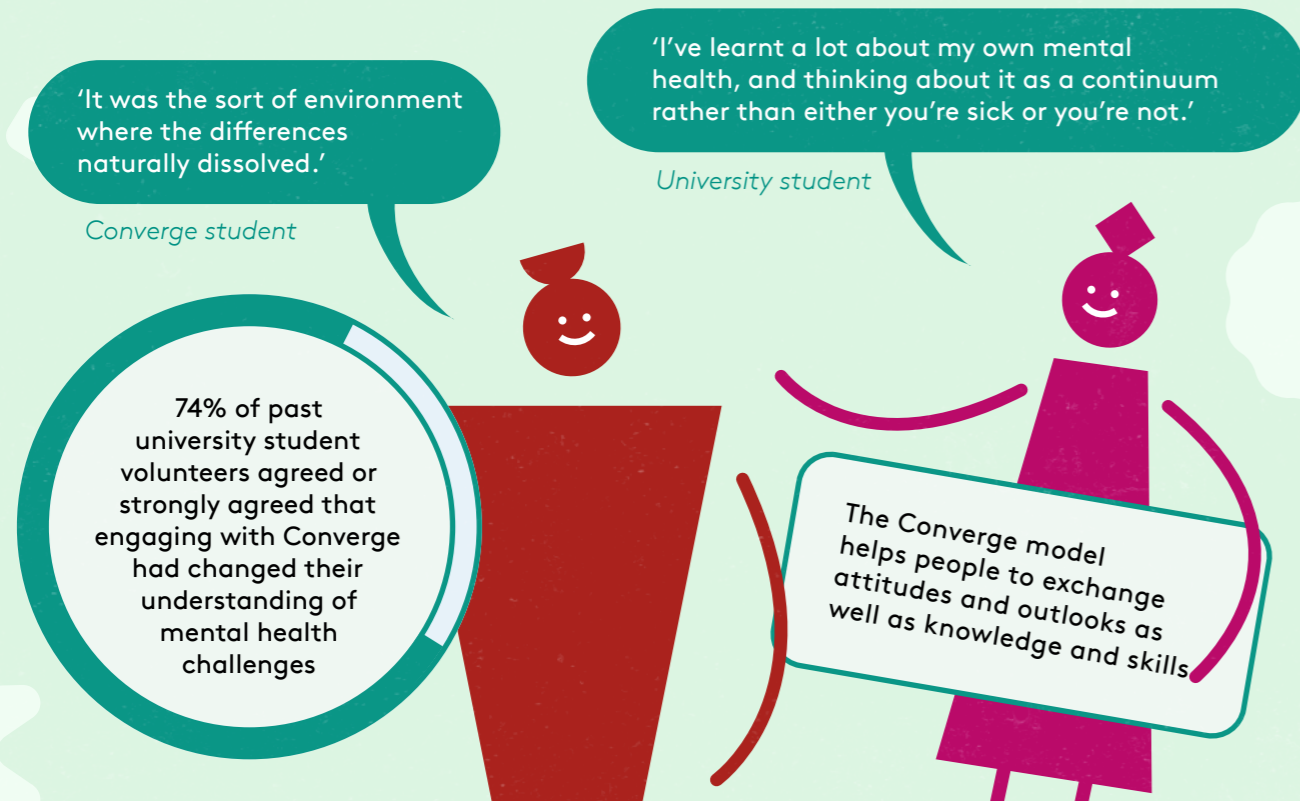 ‘It was the sort of environment
where the differences
naturally dissolved.’
Converge student
‘I’ve learnt a lot about my own mental
health, and thinking about it as a continuum
rather than either you’re sick or you’re not.’
University student
74% of past
university student
volunteers agreed or
strongly agreed that
engaging with Converge
had changed their
understanding of
mental health
challenges
The Converge model
helps people to exchange
attitudes and outlooks as
well as knowledge and skills